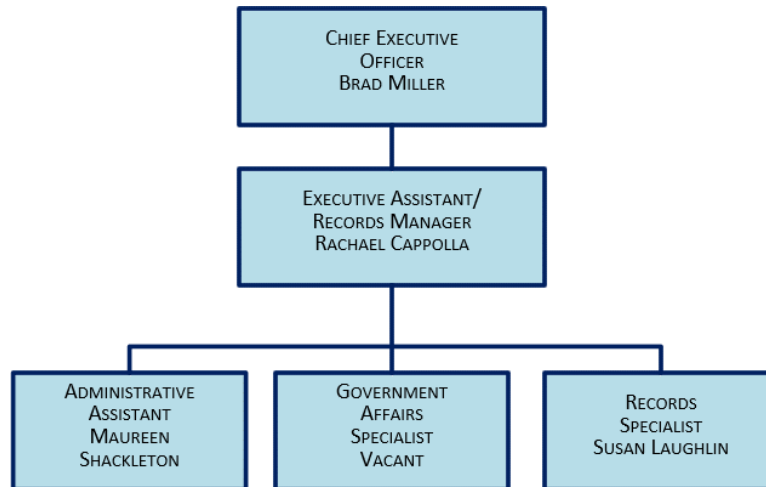 Chief Executive
Officer
Brad Miller
Executive Assistant/
Records Manager
Rachael Cappolla
Administrative
Assistant
Maureen
Shackleton
Government
Affairs
Specialist
Vacant
Records
Specialist
Susan Laughlin